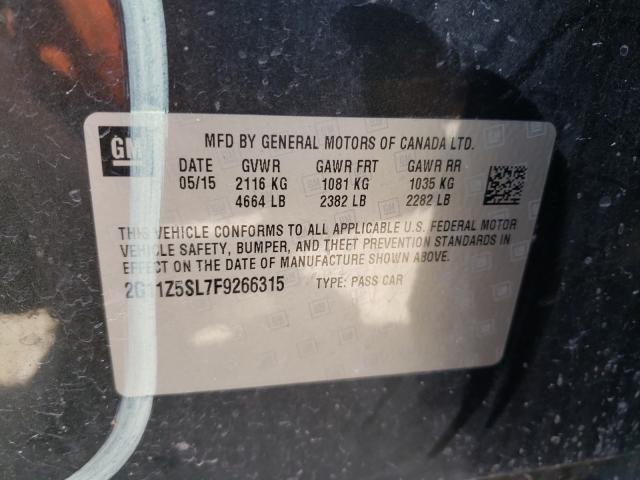 GM
MFD BY GENERAL MOTORS OF CANADA LTD.
DATE GVWR GAWR FRT GAWR RR
05/15 2116 KG 1081 KG 1035 KG
4664 LB 2382 LB 2282 LB
THIS VEHICLE CONFORMS TO ALL APPLICABLE U.S. FEDERAL MOTOR
VEHICLE SAFETY, BUMPER, AND THEFT PREVENTION STANDARDS IN
EFFECT ON THE DATE OF MANUFACTURE SHOWN ABOVE.
2G11Z5SL7F9266315 TYPE: PASS CAR